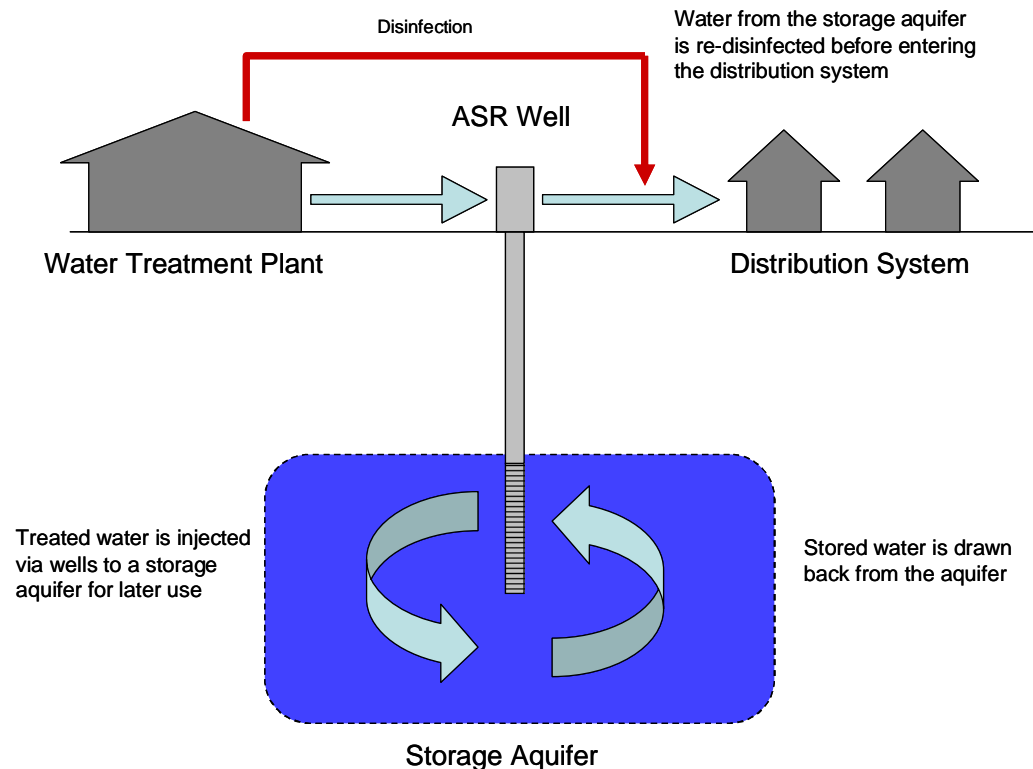 Disinfection
Water from the storage aquifer
is re-disinfected before entering
the distribution system
ASR Well
Water Treatment Plant
Distribution System
Treated water is injected
via wells to a storage
aquifer for later use
Stored water is drawn
back from the aquifer
Storage Aquifer